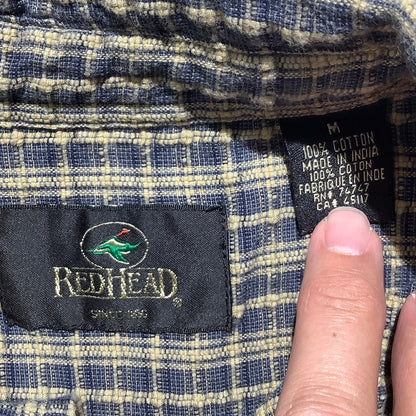 REDHEAD®
SINCE 1856
M
100% COTTON
MADE IN INDIA
100% COTON
FABRIQUE EN INDE
RN# 74747
CA# 45117